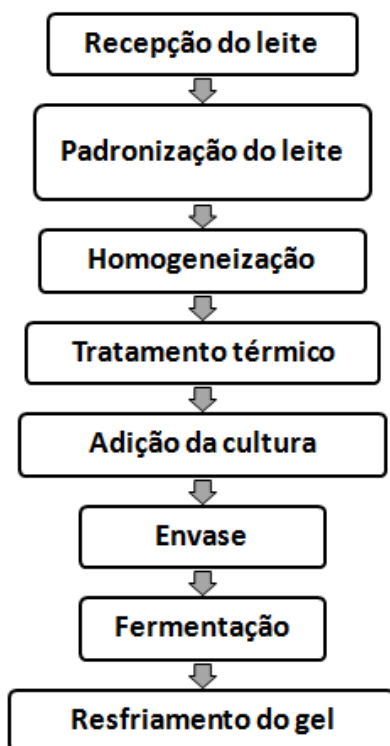 Recepção do leite
Padronização do leite
Homogeneização
Tratamento térmico
Adição da cultura
Envase
Fermentação
Resfriamento do gel